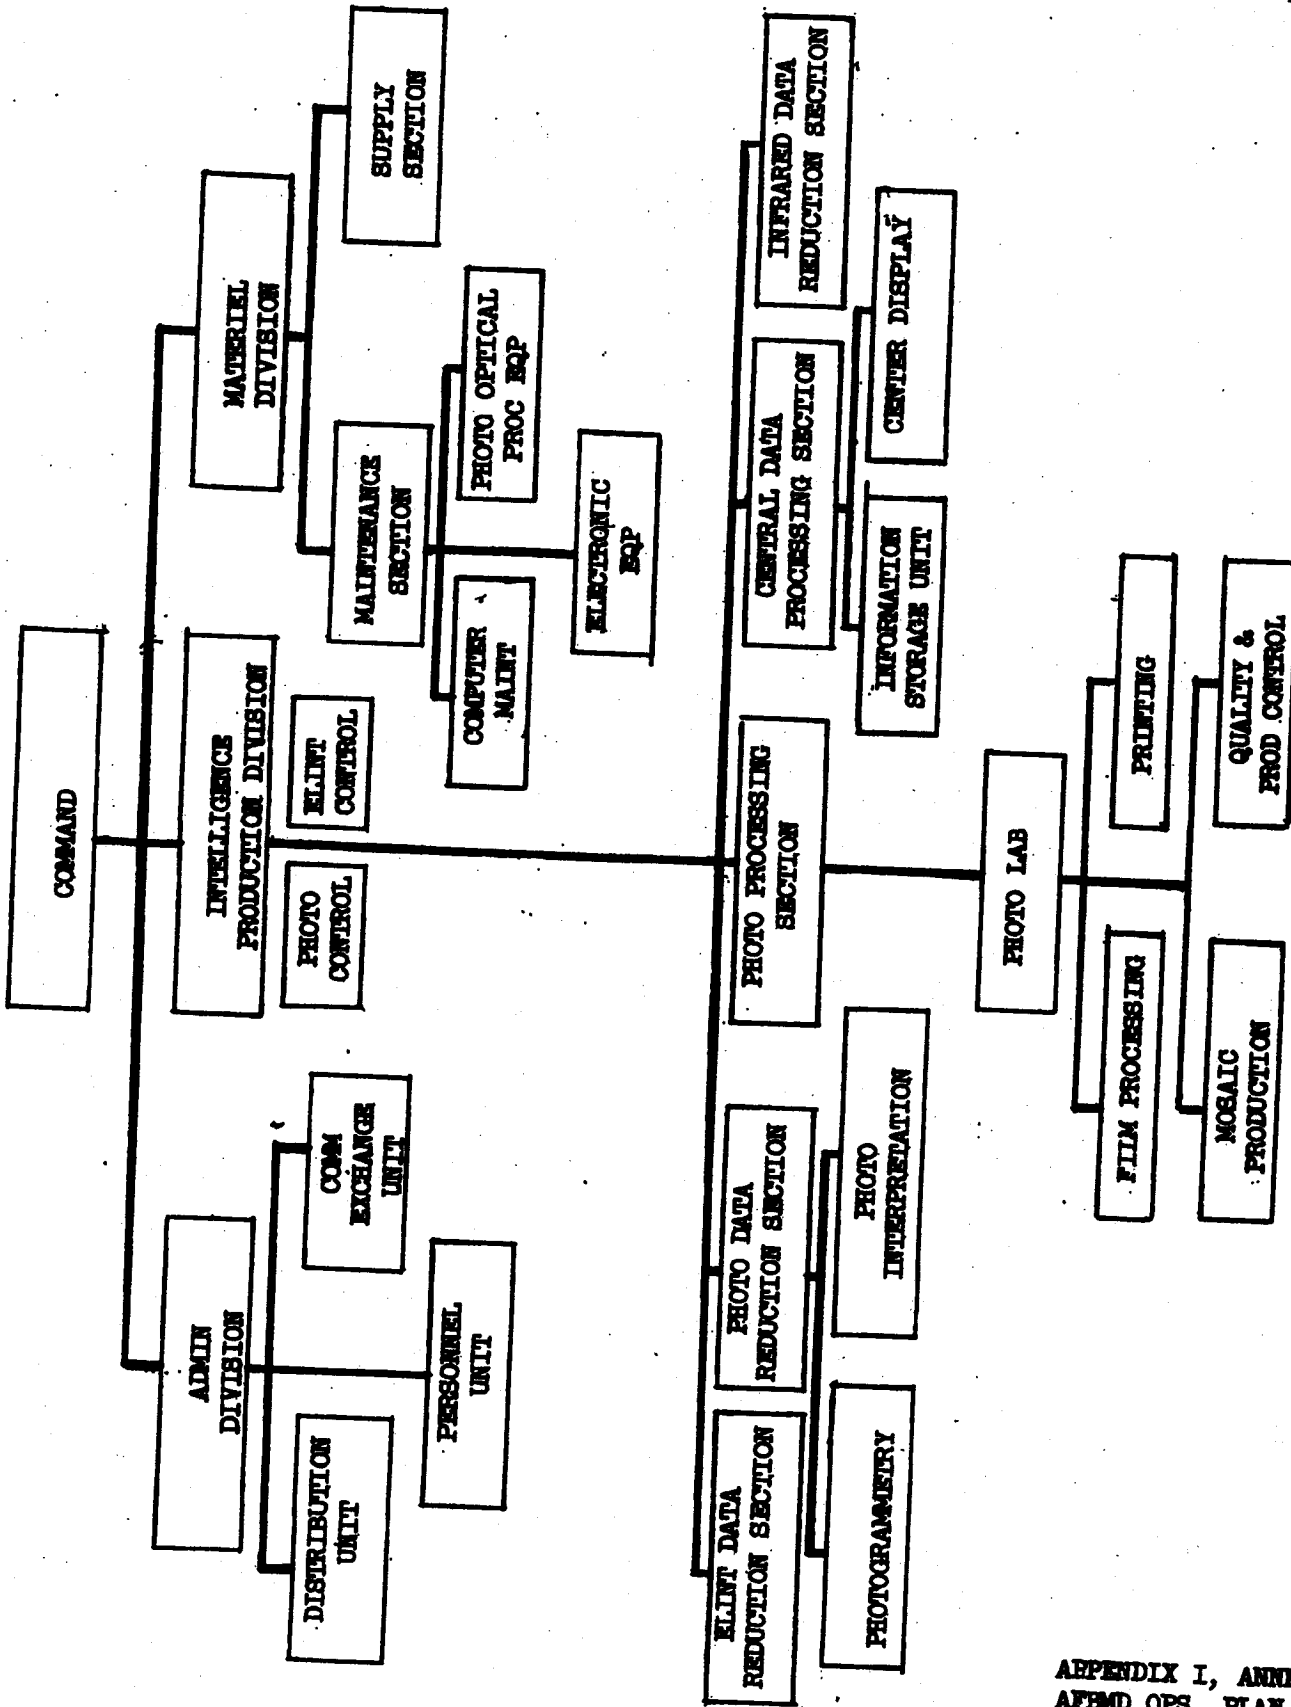 COMMAND
ADMIN
DIVISION
INTELLIGENCE
PRODUCTION DIVISION
MATERIEL
DIVISION
PHOTO
CONTROL
ELINT
CONTROL
DISTRIBUTION
UNIT
COMM
EXCHANGE
UNIT
PERSONNEL
UNIT
MAINTENANCE
SECTION
SUPPLY
SECTION
COMPUTER
MAINT
PHOTO OPTICAL
PROC EQP
ELECTRONIC
EQP
ELINT DATA
REDUCTION SECTION
PHOTO DATA
REDUCTION SECTION
PHOTO PROCESSING
SECTION
CENTRAL DATA
PROCESSING SECTION
INFRARED DATA
REDUCTION SECTION
PHOTOGRAMMETRY
PHOTO
INTERPRETATION
INFORMATION
STORAGE UNIT
CENTER DISPLAY
PHOTO LAB
FILM PROCESSING
PRINTING
MOSAIC
PRODUCTION
QUALITY &
PROD CONTROL
APPENDIX I,
AFBMD OPS PLAN